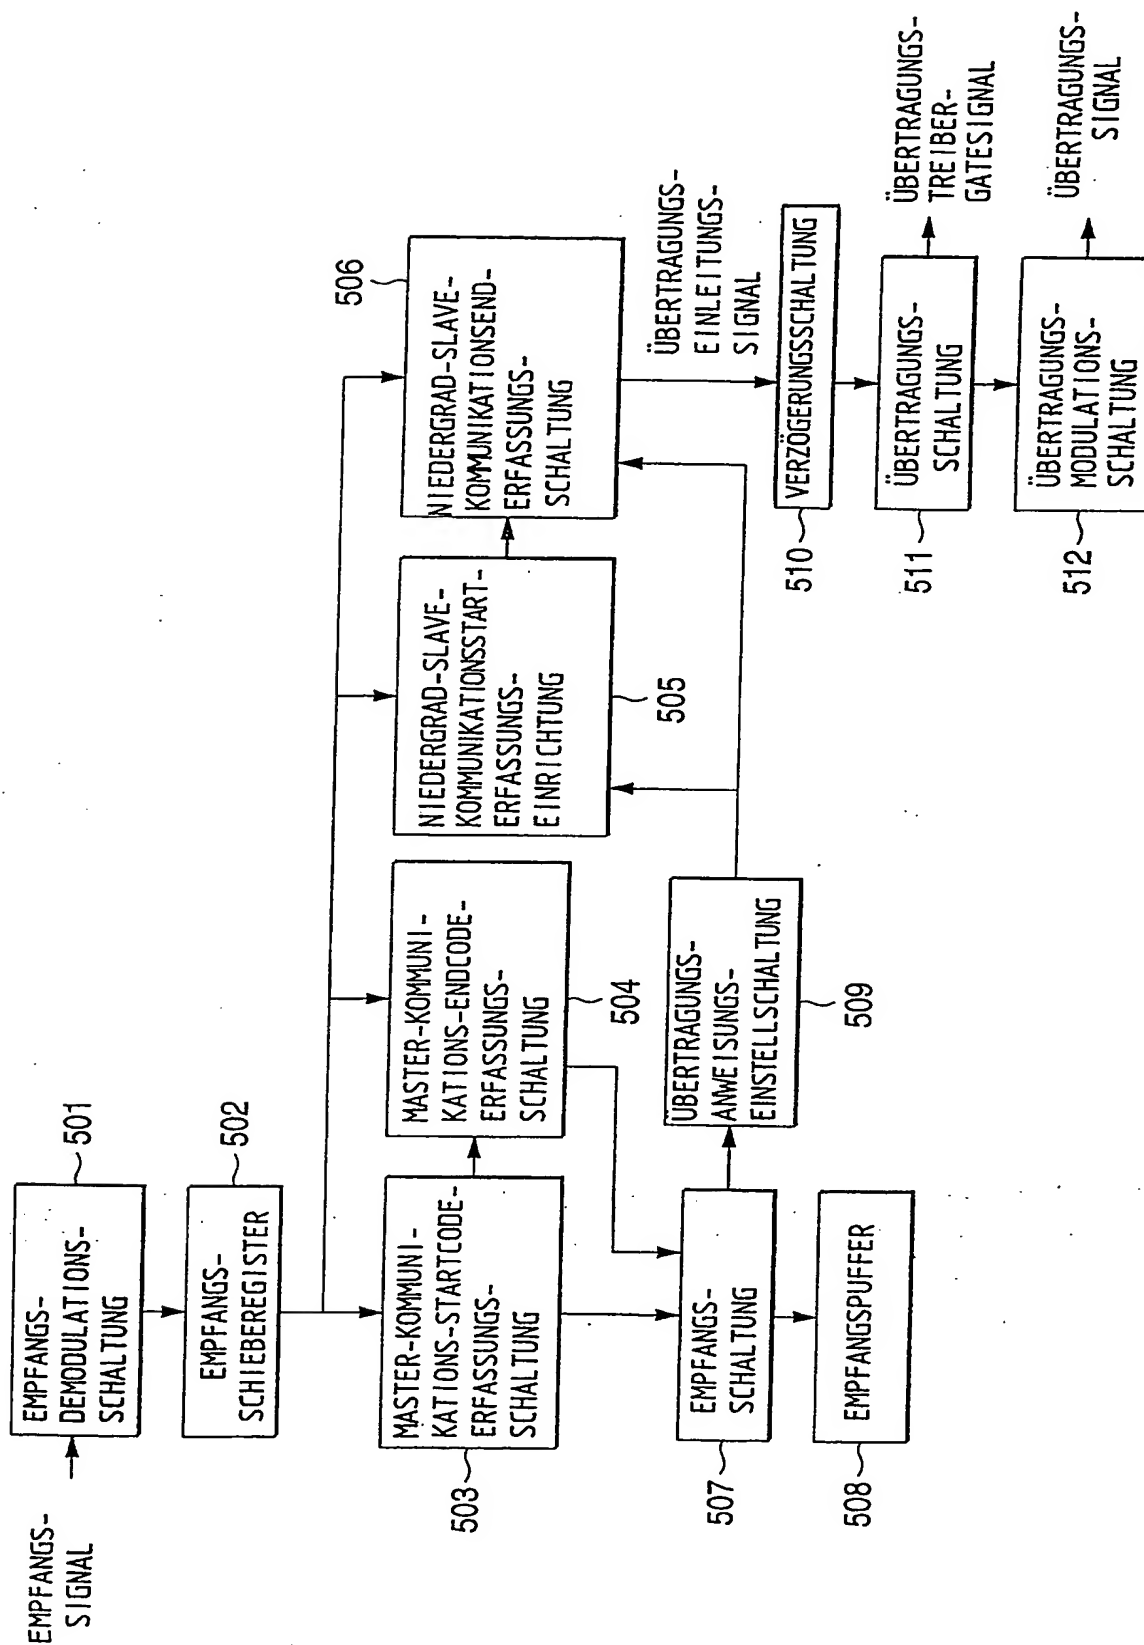 EMPFANGS-
SIGNAL
EMPFANGS-
DEMODULATIONS-
SCHALTUNG
501
EMPFANGS-
SCHIEBEREGISTER
502
MASTER-KOMMUNI-
KATIONS-STARTCODE-
ERFASSUNGS-
SCHALTUNG
503
MASTER-KOMMUNI-
KATIONS-ENDCODE-
ERFASSUNGS-
SCHALTUNG
504
NIEDERGRAD-SLAVE-
KOMMUNIKATIONSSTART-
ERFASSUNGS-
EINRICHTUNG
505
NIEDERGRAD-SLAVE-
KOMMUNIKATIONSEND-
ERFASSUNGS-
SCHALTUNG
506
EMPFANGS-
SCHALTUNG
507
EMPFANGSPUFFER
508
ÜBERTRAGUNGS-
ANWEISUNGS-
EINSTELLSCHALTUNG
509
ÜBERTRAGUNGS-
EINLEITUNGS-
SIGNAL
VERZÖGERUNGSSCHALTUNG
510
ÜBERTRAGUNGS-
SCHALTUNG
511
ÜBERTRAGUNGS-
TREIBER-
GATESIGNAL
ÜBERTRAGUNGS-
MODULATIONS-
SCHALTUNG
512
ÜBERTRAGUNGS-
SIGNAL